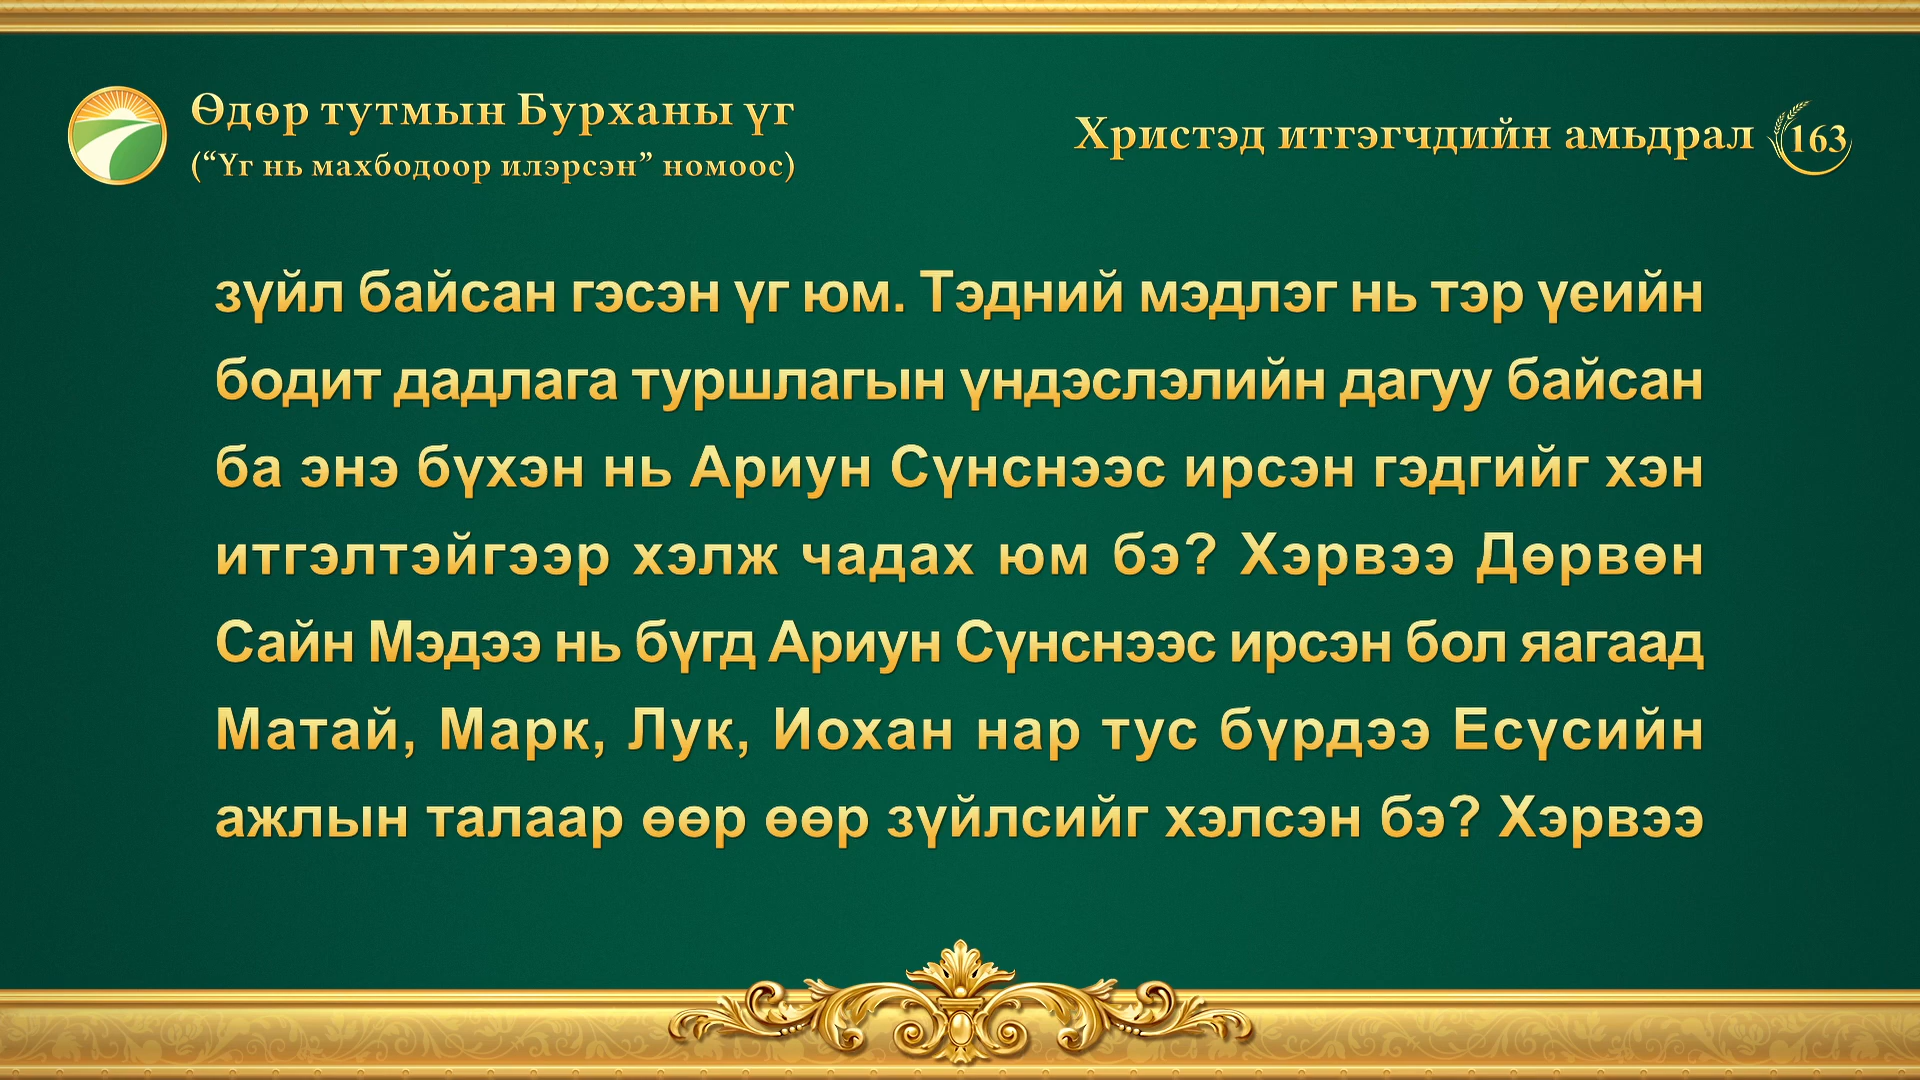 Өдөр тутмын Бурханы үг
(“Үг нь махбодоор илэрсэн” номоос)
Христэд итгэгчдийн амьдрал 163
зүйл байсан гэсэн үг юм. Тэдний мэдлэг нь тэр үеийн
бодит дадлага туршлагын үндэслэлийн дагуу байсан
ба энэ бүхэн нь Ариун Сүнснээс ирсэн гэдгийг хэн
итгэлтэйгээр хэлж чадах юм бэ? Хэрвээ Дөрвөн
Сайн Мэдээ нь бүгд Ариун Сүнснээс ирсэн бол яагаад
Матай, Марк, Лук, Иохан нар тус бүрдээ Есүсийн
ажлын талаар өөр өөр зүйлсийг хэлсэн бэ? Хэрвээ